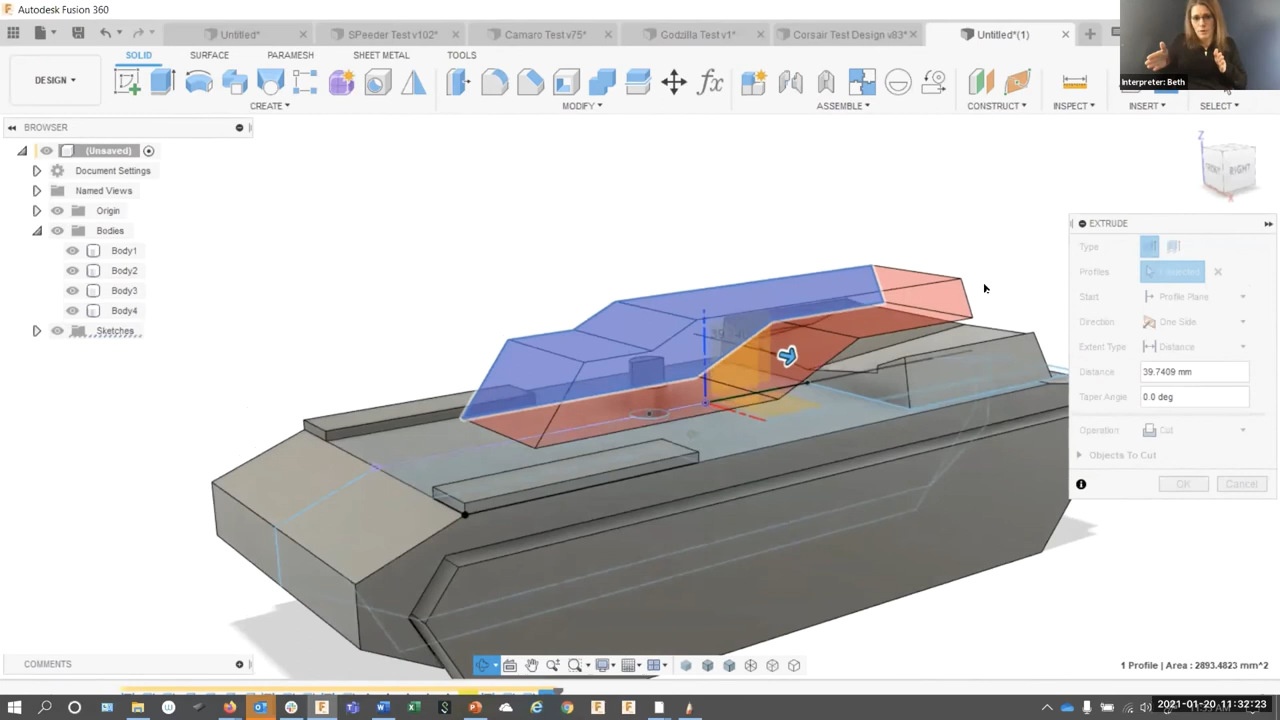 Autodesk Fusion 360
Untitled*
SPeeder Test v102*
Camaro Test v75*
Godzilla Test v1*
Corsair Test Design v83*
Untitled*(1)
Interpreter: Beth
DESIGN
SOLID
SURFACE
PARAMESH
SHEET METAL
TOOLS
fx
CREATE
MODIFY
ASSEMBLE
CONSTRUCT
INSPECT
INSERT
SELECT
BROWSER
(Unsaved)
Document Settings
Named Views
Origin
Bodies
Body1
Body2
Body3
Body4
Sketches
Z
RIGHT
X
EXTRUDE
Type
Profiles
1 selected
Start
Profile Plane
Direction
One Side
Extent Type
Distance
Distance
39.7409 mm
Taper Angle
0.0 deg
Operation
Cut
Objects To Cut
OK
Cancel
COMMENTS
1 Profile | Area : 2893.4823 mm^2
2021-01-20 11:32:23